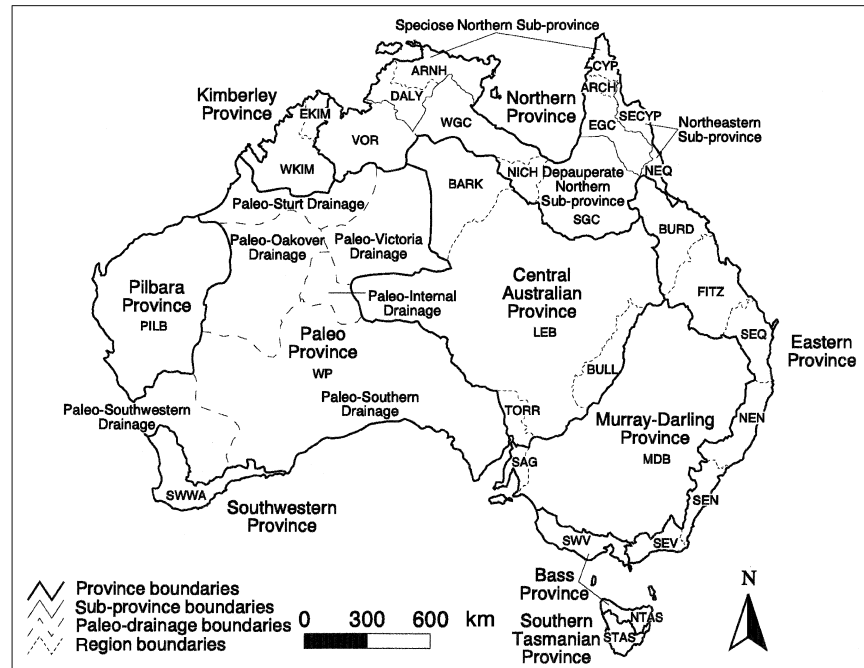 Speciose Northern Sub-province
CYP
ARNH
ARCH
Kimberley
Province
DALY
Northern
Province
EKIM
WGC
SECYP
Northeastern
Sub-province
EGC
VOR
WKIM
NICH
Depauperate
Northern
Sub-province
NEQ
BARK
Paleo-Sturt Drainage
SGC
BURD
Paleo-Oakover
Drainage
Paleo-Victoria
Drainage
Pilbara
Province
PILB
Central
Australian
Province
LEB
FITZ
Paleo-Internal
Drainage
Paleo
Province
WP
SEQ
Eastern
Province
BULL
Paleo-Southern
Drainage
Paleo-Southwestern
Drainage
TORR
NEN
Murray-Darling
Province
MDB
SAG
SWWA
SEN
Southwestern
Province
SWV
SEV
Bass
Province
N
Province boundaries
Sub-province boundaries
Paleo-drainage boundaries
Region boundaries
0 300 600 km
NTAS
STAS
Southern
Tasmanian
Province